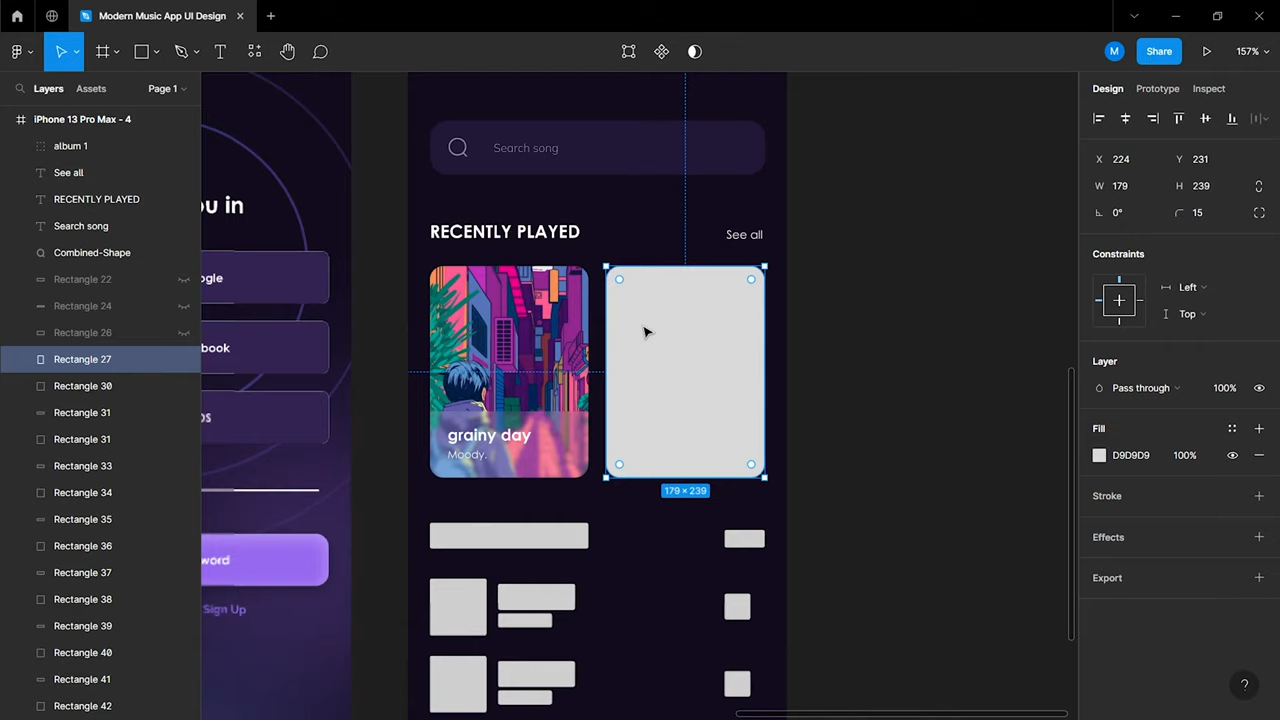 Modern Music App UI Design
M
Share
157%
Layers
Assets
Page 1
iPhone 13 Pro Max - 4
album 1
See all
RECENTLY PLAYED
Search song
Combined-Shape
Rectangle 22
Rectangle 24
Rectangle 26
Rectangle 27
Rectangle 30
Rectangle 31
Rectangle 31
Rectangle 33
Rectangle 34
Rectangle 35
Rectangle 36
Rectangle 37
Rectangle 38
Rectangle 39
Rectangle 40
Rectangle 41
Rectangle 42
ou in
ogle
book
word
Sign Up
Search song
RECENTLY PLAYED
See all
grainy day
Moody.
179 × 239
Design
Prototype
Inspect
X 224
Y 231
W 179
H 239
0°
15
Constraints
Left
Top
Layer
Pass through
100%
Fill
D9D9D9
100%
Stroke
Effects
Export
?